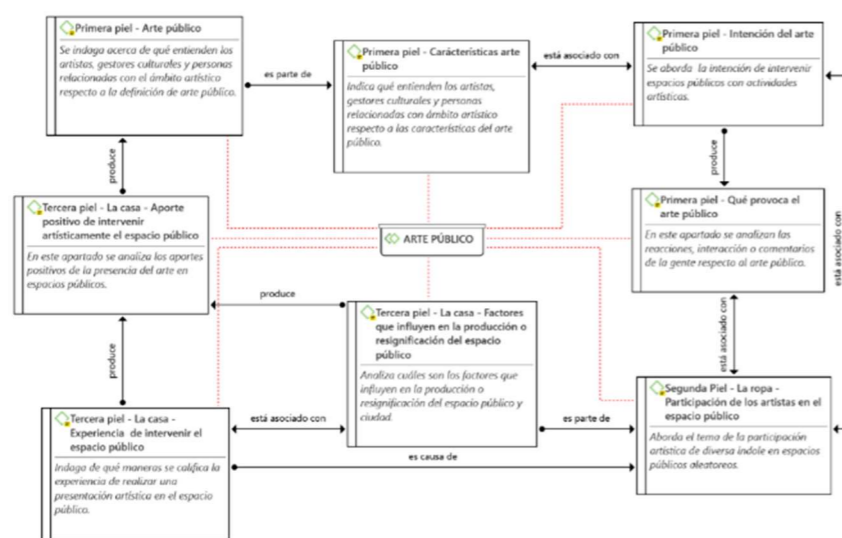 Primera piel - Arte público
Se indaga acerca de qué entienden los
artistas, gestores culturales y personas
relacionadas con el ámbito artístico
respecto a la definición de arte público.
es parte de
Primera piel - Carácterísticas arte
público
Indica qué entienden los artistas,
gestores culturales y personas
relacionadas con ámbito artístico
respecto a las características del arte
público.
está asociado con
Primera piel - Intención del arte
público
Se aborda la intención de intervenir
espacios públicos con actividades
artísticas.
produce
produce
Tercera piel - La casa - Aporte
positivo de intervenir
artísticamente el espacio público
En este apartado se analiza los aportes
positivos de la presencia del arte en
espacios públicos.
ARTE PÚBLICO
Primera piel - Qué provoca el
arte público
En este apartado se analizan las
reacciones, interacción o comentarios
de la gente respecto al arte público.
está asociado con
produce
produce
Tercera piel - La casa - Factores
que influyen en la producción o
resignificación del espacio
público
Analiza cuáles son los factores que
influyen en la producción o
resignificación del espacio público y
ciudad.
está asociado con
Tercera piel - La casa -
Experiencia de intervenir el
espacio público
Indaga de qué maneras se califica la
experiencia de realizar una
presentación artística en el espacio
público.
está asociado con
es parte de
es causa de
Segunda Piel - La ropa -
Participación de los artistas en el
espacio público
Aborda el tema de la participación
artística de diversa índole en espacios
públicos aleatoreos.